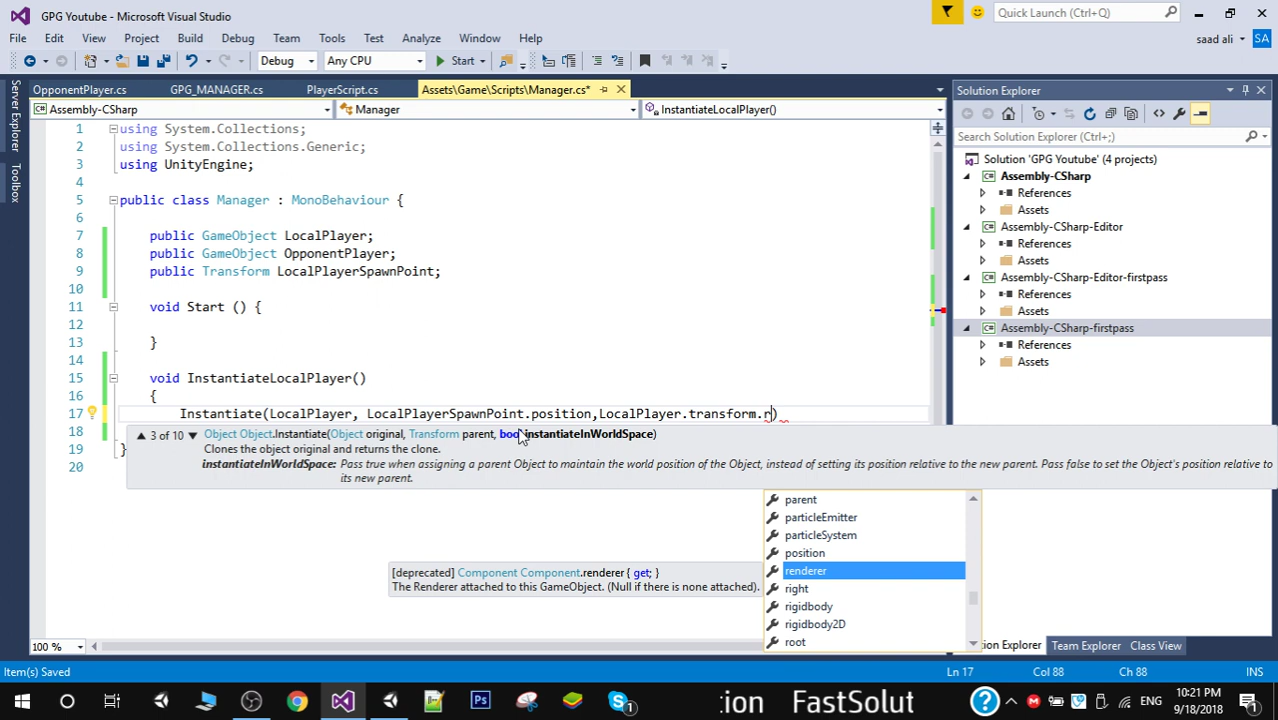 GPG Youtube - Microsoft Visual Studio
Quick Launch (Ctrl+Q)
File Edit View Project Build Debug Team Tools Test Analyze Window Help
saad ali SA
Debug Any CPU Start
Server Explorer
Toolbox
OpponentPlayer.cs GPG_MANAGER.cs PlayerScript.cs Assets\Game\Scripts\Manager.cs*
Assembly-CSharp Manager InstantiateLocalPlayer()
1 using System.Collections;
2 using System.Collections.Generic;
3 using UnityEngine;
4
5 public class Manager : MonoBehaviour {
6
7 public GameObject LocalPlayer;
8 public GameObject OpponentPlayer;
9 public Transform LocalPlayerSpawnPoint;
10
11 void Start () {
12
13 }
14
15 void InstantiateLocalPlayer()
16 {
17 Instantiate(LocalPlayer, LocalPlayerSpawnPoint.position,LocalPlayer.transform.r)
18
19 }
20
3 of 10 Object Object.Instantiate(Object original, Transform parent, bool instantiateInWorldSpace)
Clones the object original and returns the clone.
instantiateInWorldSpace: Pass true when assigning a parent Object to maintain the world position of the Object, instead of setting its position relative to the new parent. Pass false to set the Object's position relative to
its new parent.
parent
particleEmitter
particleSystem
position
renderer
right
rigidbody
rigidbody2D
root
[deprecated] Component Component.renderer { get; }
The Renderer attached to this GameObject. (Null if there is none attached).
Solution Explorer
Search Solution Explorer (Ctrl+;)
Solution 'GPG Youtube' (4 projects)
Assembly-CSharp
References
Assets
Assembly-CSharp-Editor
References
Assets
Assembly-CSharp-Editor-firstpass
References
Assets
Assembly-CSharp-firstpass
References
Assets
tion Explorer Team Explorer Class View
100 %
Item(s) Saved Ln 17 Col 88 Ch 88 INS
:ion FastSolut
ENG 10:21 PM
9/18/2018
1